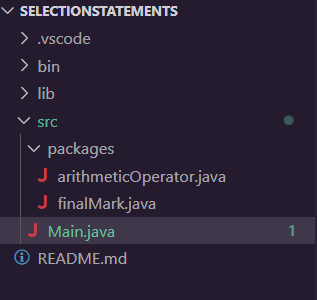 SELECTIONSTATEMENTS
.vscode
bin
lib
src
packages
J arithmeticOperator.java
J finalMark.java
J Main.java 1
README.md